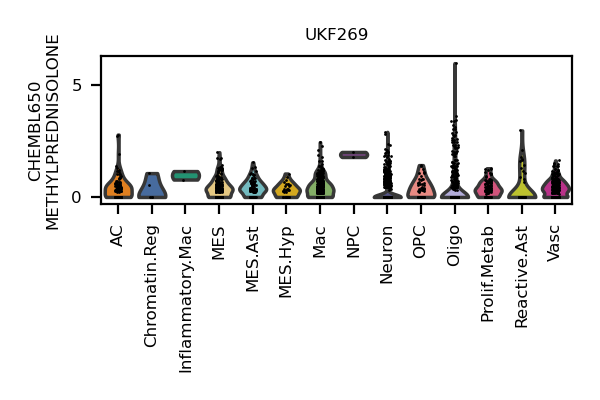 UKF269
CHEMBL650
METHYLPREDNISOLONE
5
0
AC
Chromatin.Reg
Inflammatory.Mac
MES
MES.Ast
MES.Hyp
Mac
NPC
Neuron
OPC
Oligo
Prolif.Metab
Reactive.Ast
Vasc